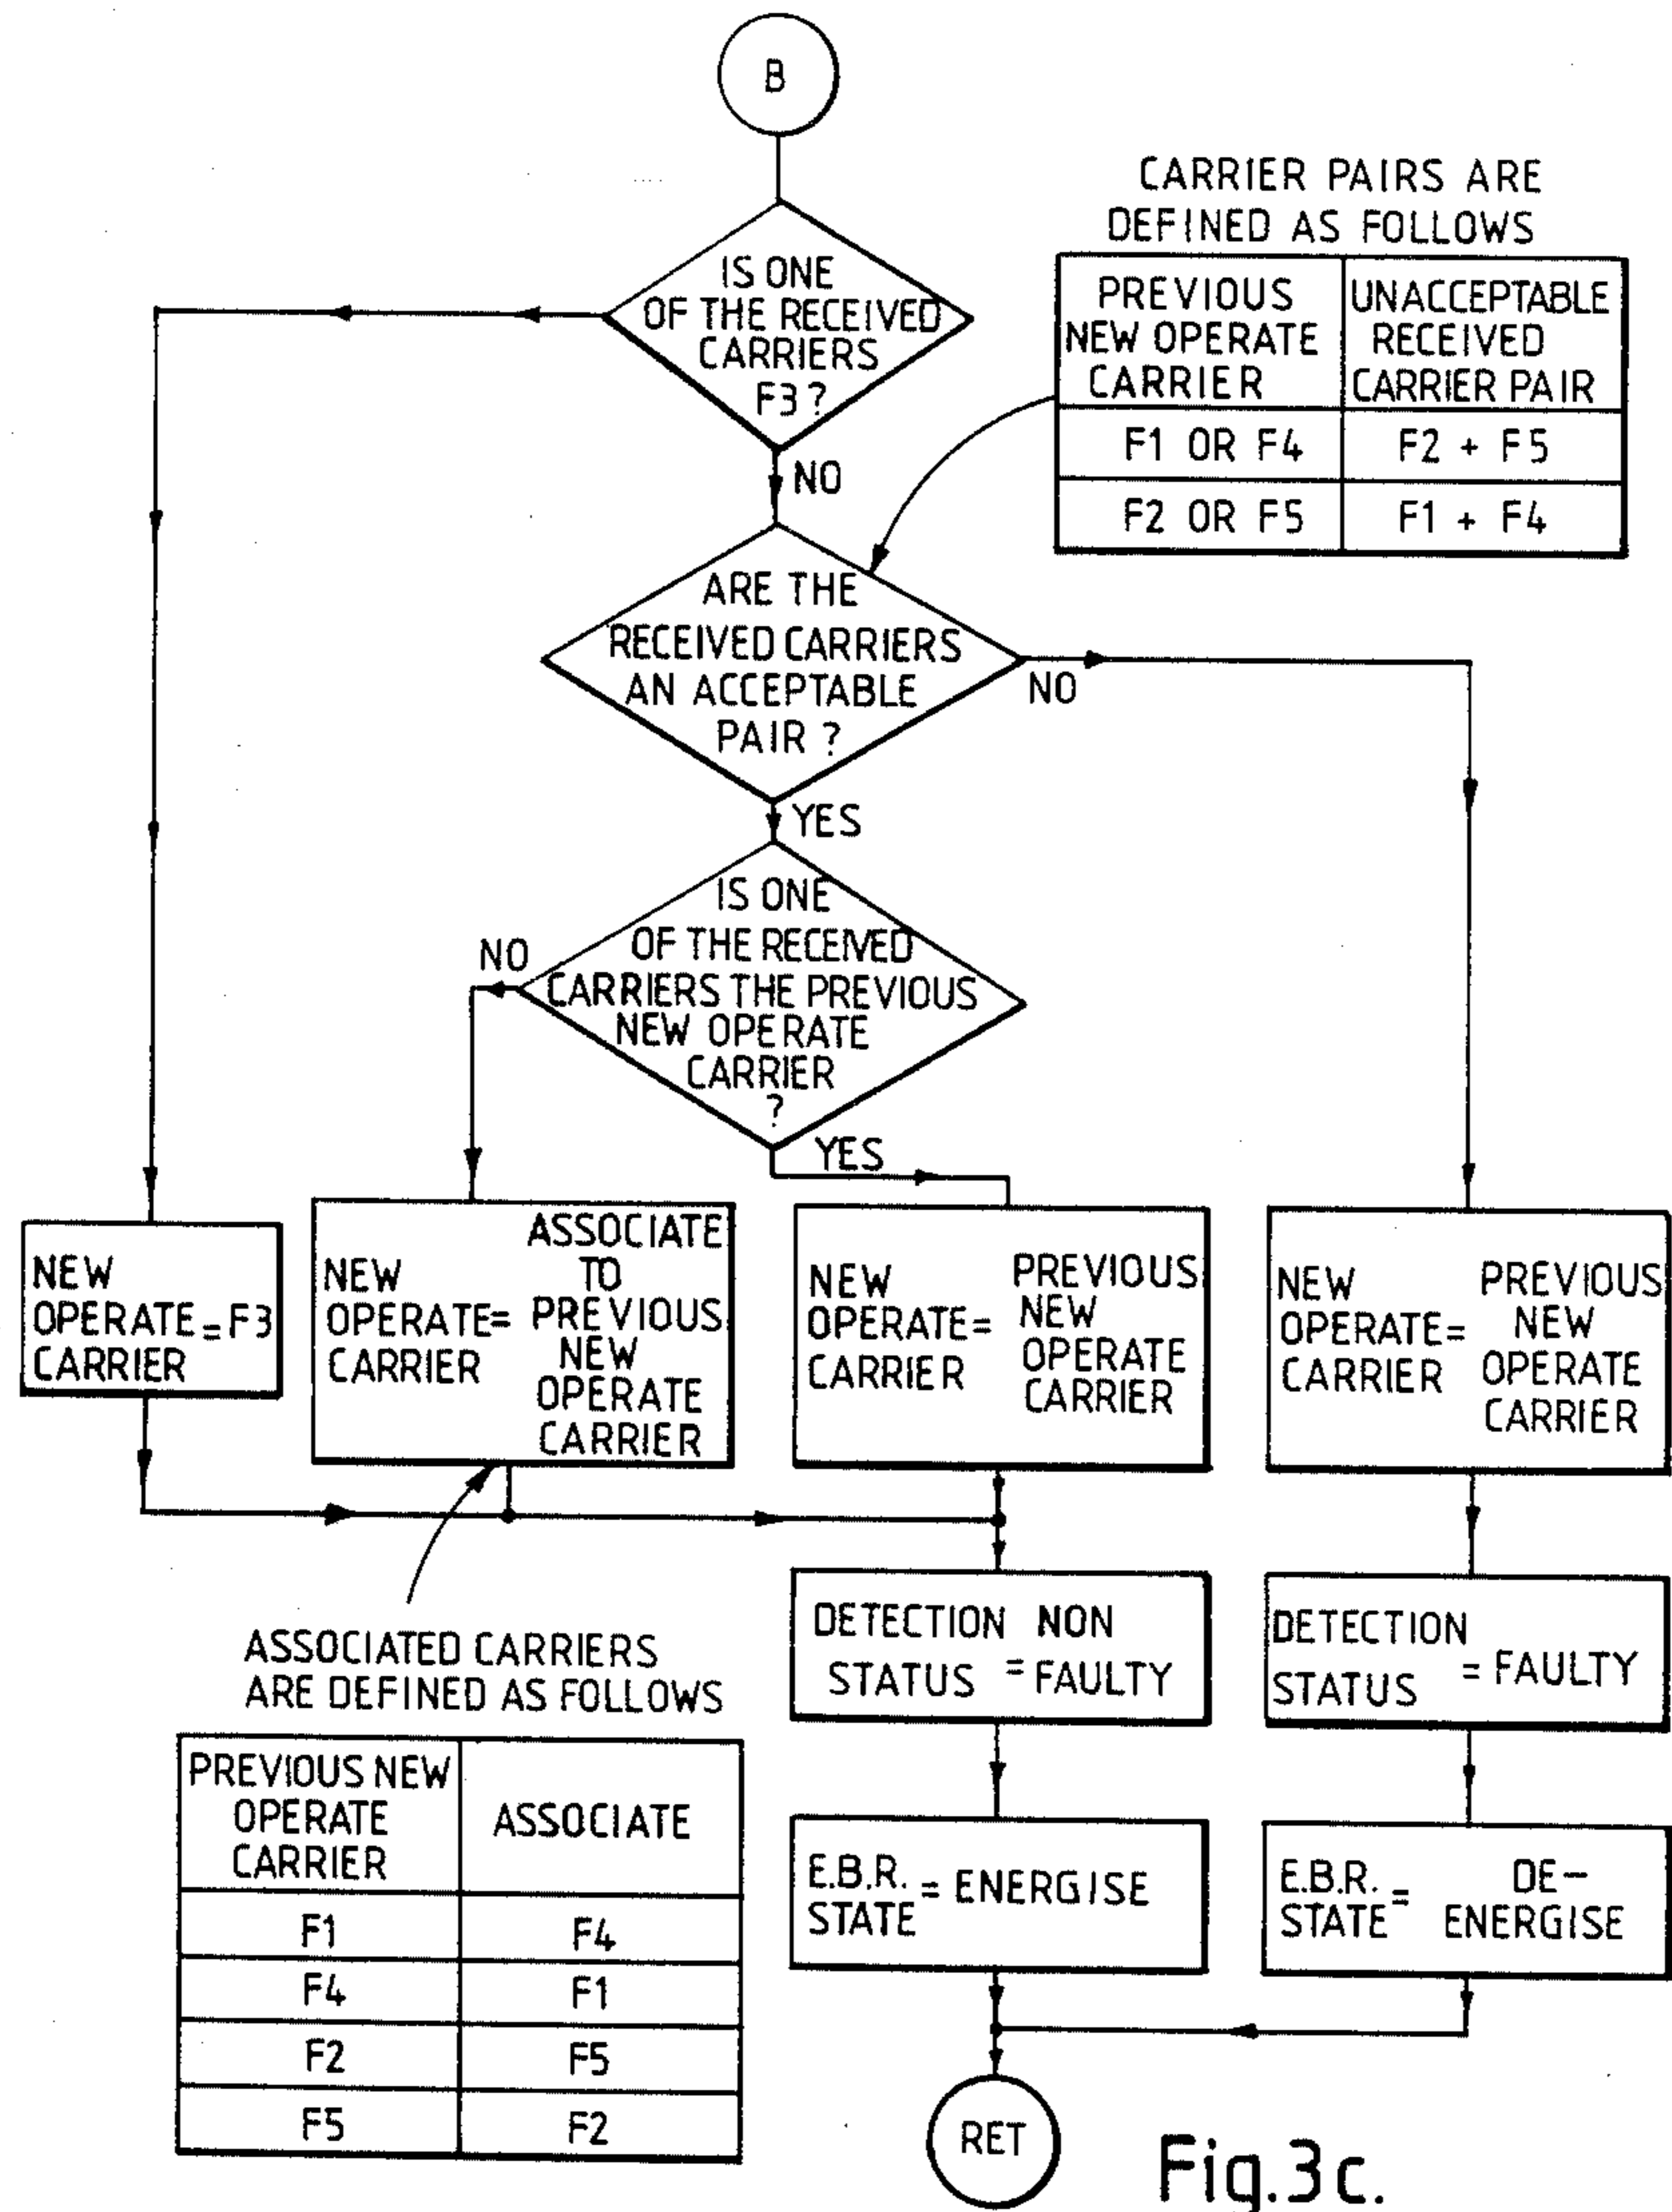 B
CARRIER PAIRS ARE
DEFINED AS FOLLOWS
PREVIOUS
NEW OPERATE
CARRIER
UNACCEPTABLE
RECEIVED
CARRIER PAIR
F1 OR F4
F2 + F5
F2 OR F5
F1 + F4
IS ONE
OF THE RECEIVED
CARRIERS
F3 ?
NO
ARE THE
RECEIVED CARRIERS
AN ACCEPTABLE
PAIR ?
NO
YES
IS ONE
OF THE RECEIVED
CARRIERS THE PREVIOUS
NEW OPERATE
CARRIER
?
NO
YES
NEW
OPERATE = F3
CARRIER
NEW
OPERATE =
CARRIER
ASSOCIATE
TO
PREVIOUS
NEW
OPERATE
CARRIER
NEW
OPERATE =
CARRIER
PREVIOUS
NEW
OPERATE
CARRIER
NEW
OPERATE =
CARRIER
PREVIOUS
NEW
OPERATE
CARRIER
ASSOCIATED CARRIERS
ARE DEFINED AS FOLLOWS
PREVIOUS NEW
OPERATE
CARRIER
ASSOCIATE
F1
F4
F4
F1
F2
F5
F5
F2
DETECTION NON
STATUS = FAULTY
DETECTION
STATUS = FAULTY
E.B.R.
STATE = ENERGISE
E.B.R.
STATE =
DE-
ENERGISE
RET
Fig.3c.